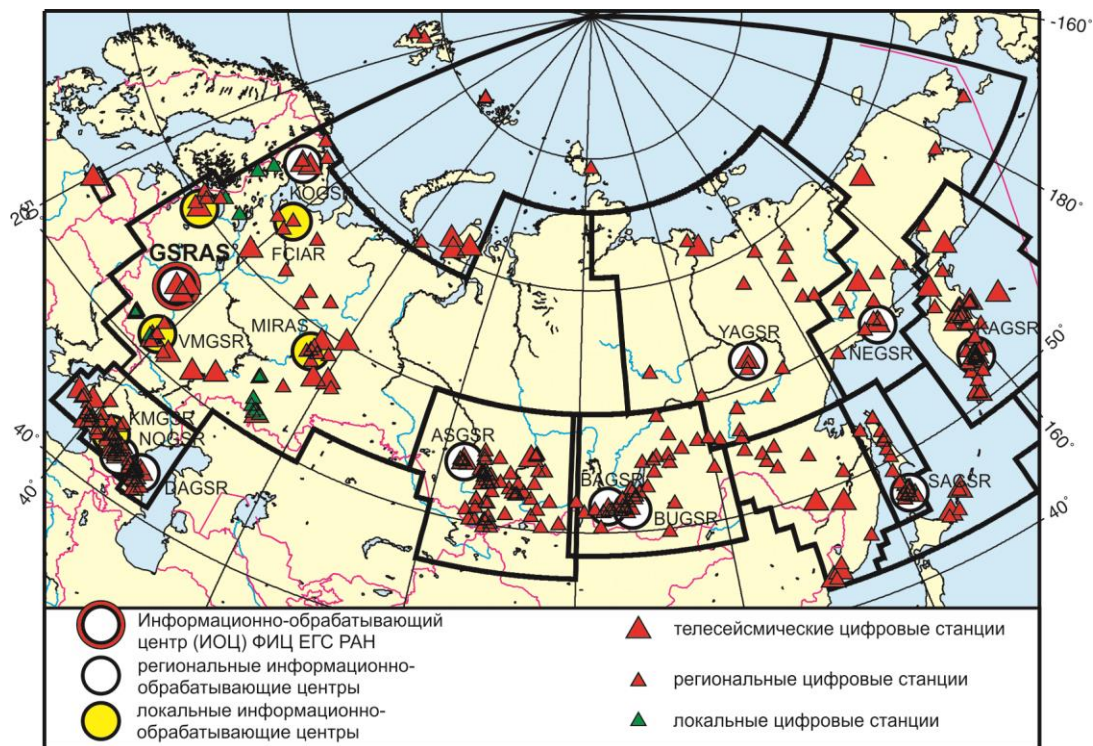 -160°
180°
50°
160°
40°
20°
40°
40°
KOGSR
FCIAR
GSRAS
VMGSR
MIRAS
YAGSR
NEGSR
AGSR
KMGSR
NOGSR
DAGSR
ASGSR
BAGSR
BUGSR
SAGSR
Информационно-обрабатывающий
центр (ИОЦ) ФИЦ ЕГС РАН
региональные информационно-
обрабатывающие центры
локальные информационно-
обрабатывающие центры
телесейсмические цифровые станции
региональные цифровые станции
локальные цифровые станции